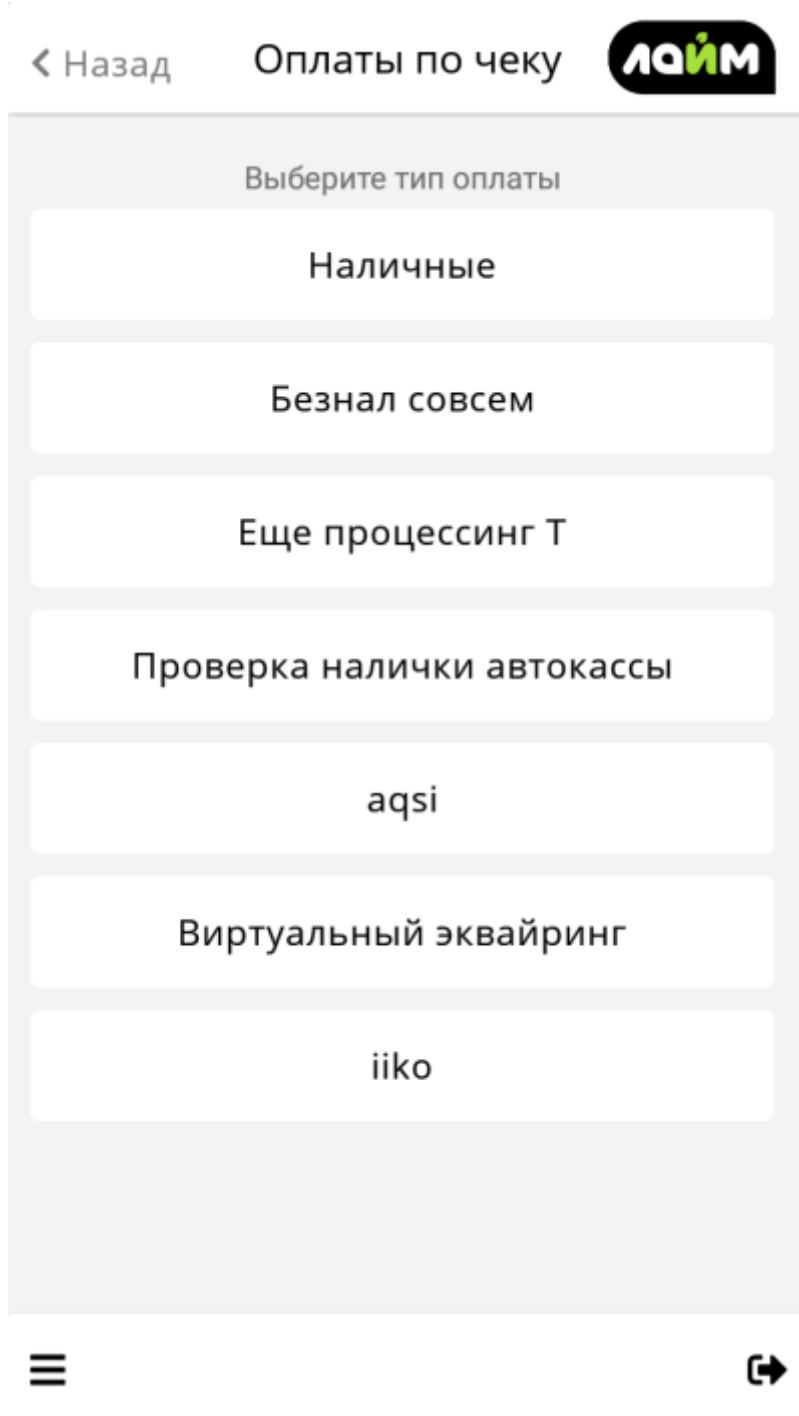 Назад
Оплаты по чеку
лайм
Выберите тип оплаты
Наличные
Безнал совсем
Еще процессинг Т
Проверка налички автокассы
aqsi
Виртуальный эквайринг
iiko